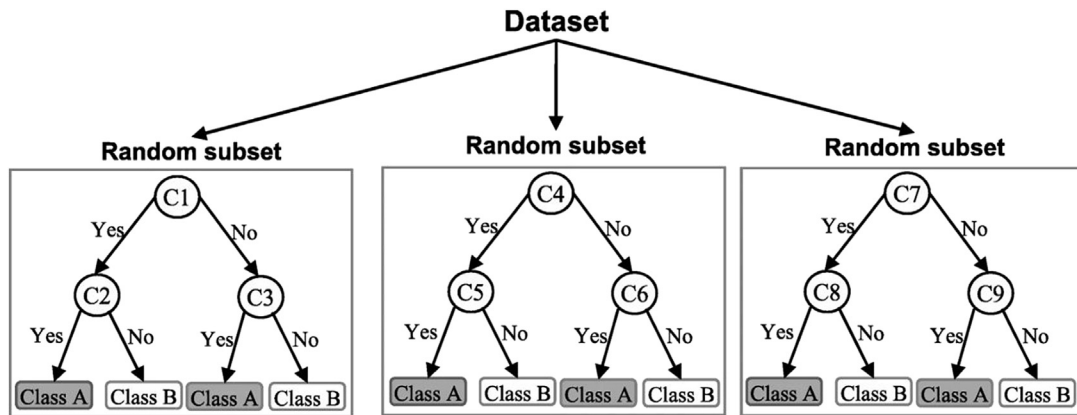 Dataset
Random subset Random subset Random subset
C1 C4 C7
Yes No Yes No Yes No
C2 C3 C5 C6 C8 C9
Yes No Yes No Yes No Yes No Yes No Yes No
Class A Class B Class A Class B Class A Class B Class A Class B Class A Class B Class A Class B